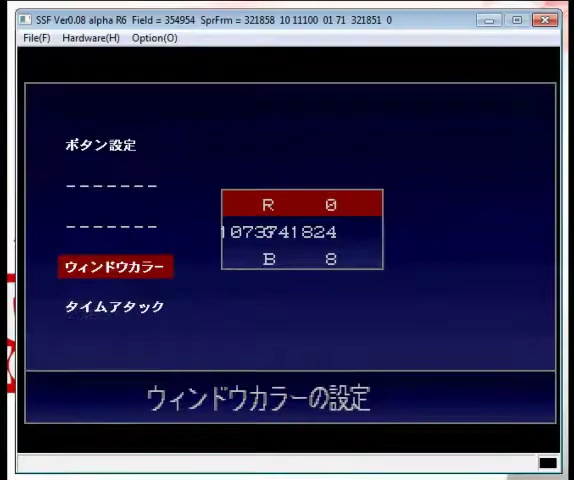 SSF Ver0.08 alpha R6 Field = 354954 SprFrm = 321858 10 11100 01 71 321851 0
File(F) Hardware(H) Option(O)
ボタン設定
-------
R 0
-------
1073741824
B 8
ウィンドウカラー
タイムアタック
ウィンドウカラーの設定